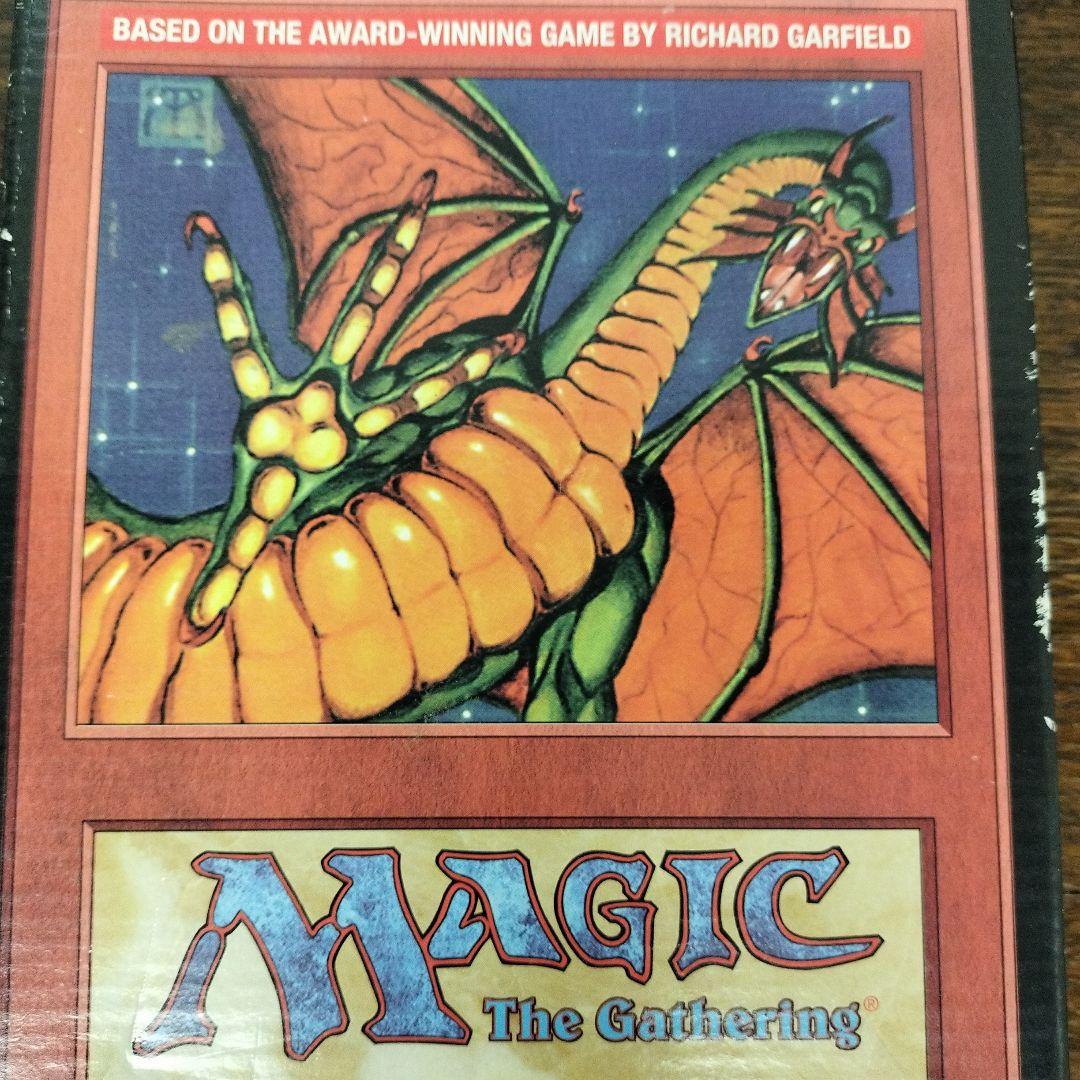 BASED ON THE AWARD-WINNING GAME BY RICHARD GARFIELD
MAGIC
The Gathering®